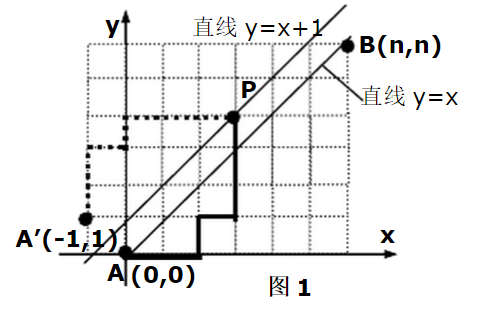 y
直线 y=x+1
B(n,n)
P
直线 y=x
A′(-1,1)
x
A (0,0)
图 1